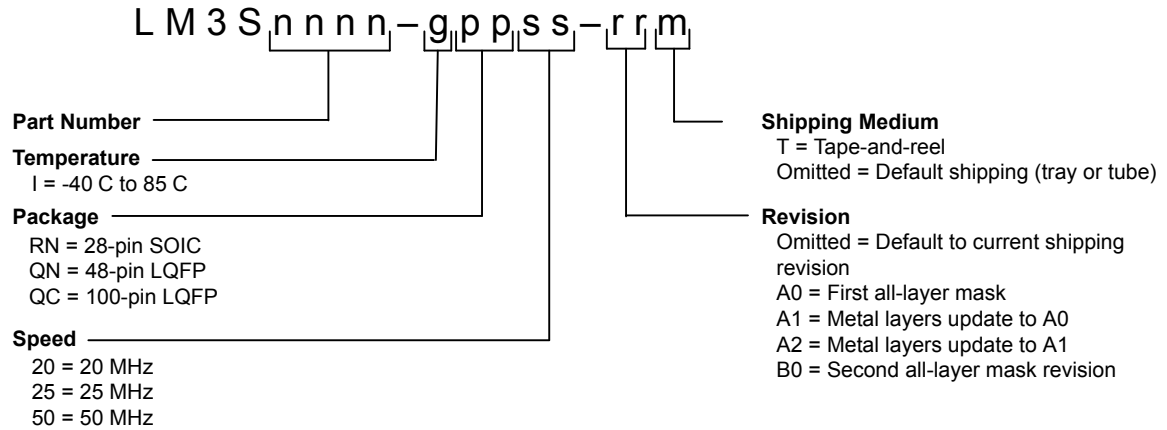 LM3Snnnn–gppss–rrm
Part Number
Temperature
I = -40 C to 85 C
Package
RN = 28-pin SOIC
QN = 48-pin LQFP
QC = 100-pin LQFP
Speed
20 = 20 MHz
25 = 25 MHz
50 = 50 MHz
Shipping Medium
T = Tape-and-reel
Omitted = Default shipping (tray or tube)
Revision
Omitted = Default to current shipping
revision
A0 = First all-layer mask
A1 = Metal layers update to A0
A2 = Metal layers update to A1
B0 = Second all-layer mask revision